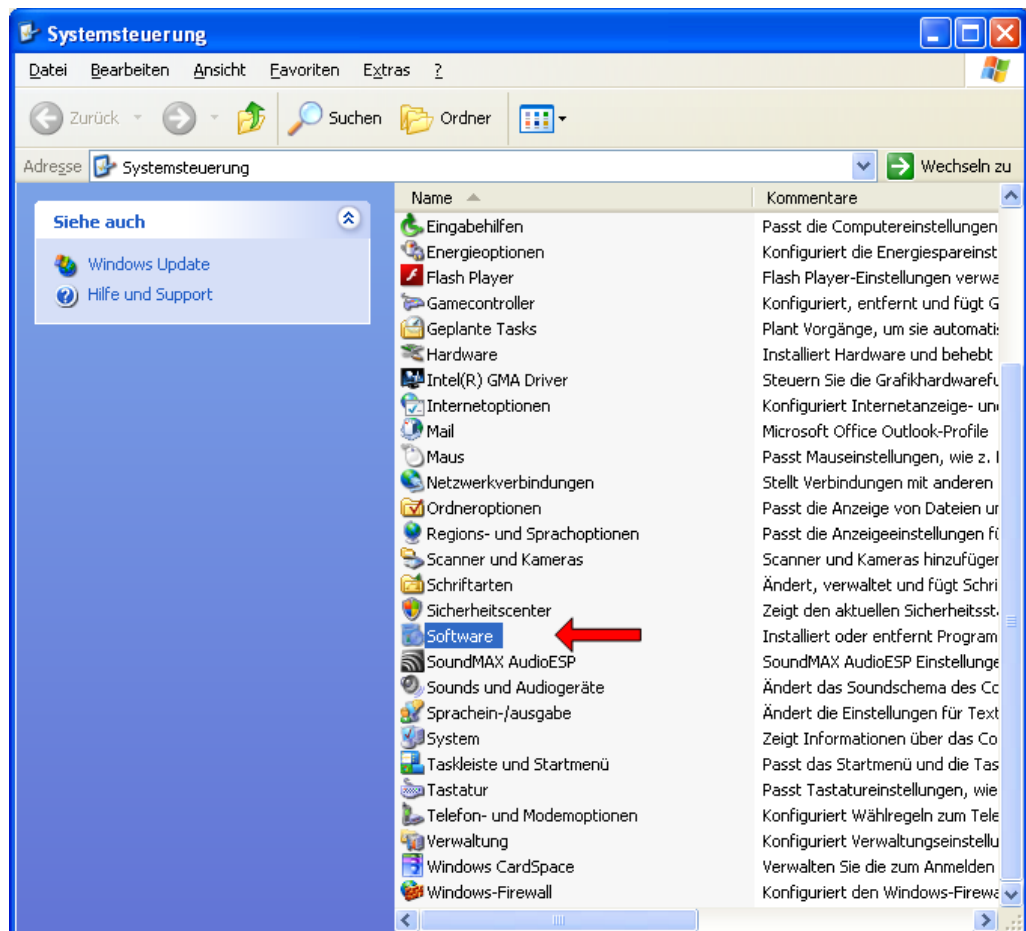 Systemsteuerung
Datei Bearbeiten Ansicht Favoriten Extras ?
Zurück Suchen Ordner
Adresse Systemsteuerung Wechseln zu
Siehe auch
Windows Update
Hilfe und Support
Name Kommentare
Eingabehilfen Passt die Computereinstellungen
Energieoptionen Konfiguriert die Energiespareinst
Flash Player Flash Player-Einstellungen verwa
Gamecontroller Konfiguriert, entfernt und fügt G
Geplante Tasks Plant Vorgänge, um sie automatis
Hardware Installiert Hardware und behebt
Intel(R) GMA Driver Steuern Sie die Grafikhardwarefu
Internetoptionen Konfiguriert Internetanzeige- und
Mail Microsoft Office Outlook-Profile
Maus Passt Mauseinstellungen, wie z.
Netzwerkverbindungen Stellt Verbindungen mit anderen
Ordneroptionen Passt die Anzeige von Dateien ur
Regions- und Sprachoptionen Passt die Anzeigeeinstellungen fü
Scanner und Kameras Scanner und Kameras hinzufüger
Schriftarten Ändert, verwaltet und fügt Schri
Sicherheitscenter Zeigt den aktuellen Sicherheitsst
Software Installiert oder entfernt Program
SoundMAX AudioESP SoundMAX AudioESP Einstellunge
Sounds und Audiogeräte Ändert das Soundschema des Cc
Sprachein-/ausgabe Ändert die Einstellungen für Text
System Zeigt Informationen über das Co
Taskleiste und Startmenü Passt das Startmenü und die Tas
Tastatur Passt Tastatureinstellungen, wie
Telefon- und Modemoptionen Konfiguriert Wählregeln zum Tele
Verwaltung Konfiguriert Verwaltungseinstellu
Windows CardSpace Verwalten Sie die zum Anmelden
Windows-Firewall Konfiguriert den Windows-Firewa